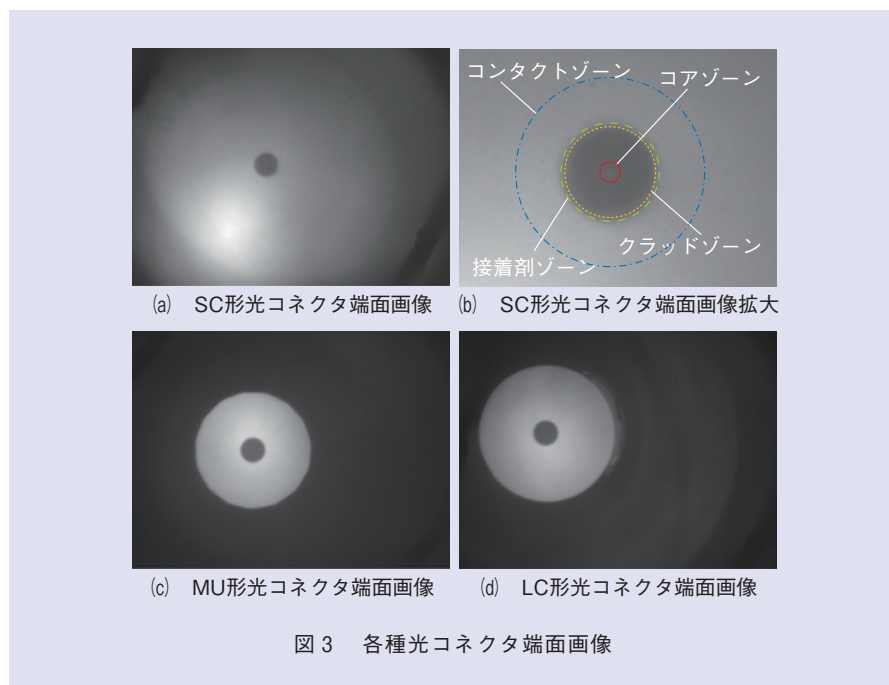 コンタクトゾーン
コアゾーン
クラッドゾーン
接着剤ゾーン
(a) SC形光コネクタ端面画像
(b) SC形光コネクタ端面画像拡大
(c) MU形光コネクタ端面画像
(d) LC形光コネクタ端面画像
図3 各種光コネクタ端面画像